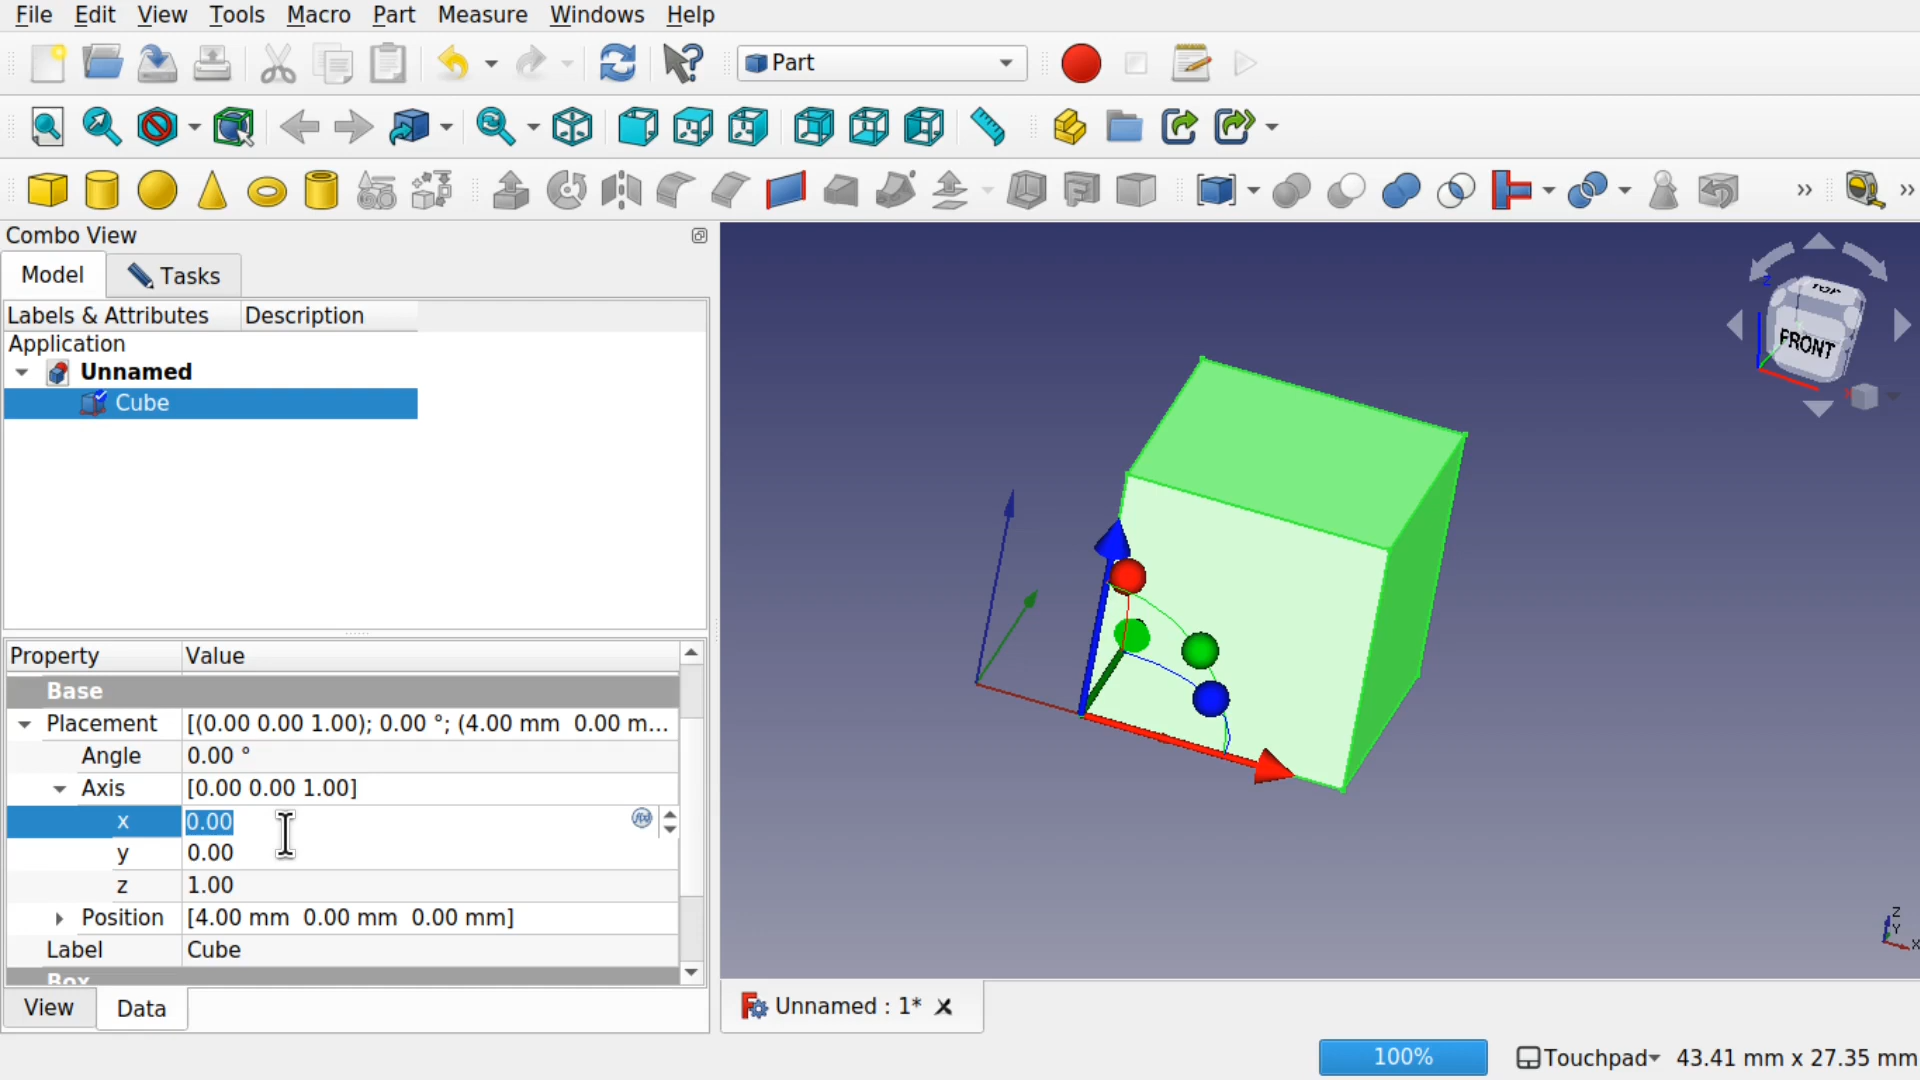 File Edit View Tools Macro Part Measure Windows Help
Part
Combo View
Model Tasks
Labels & Attributes Description
Application
Unnamed
Cube
TOP
FRONT
Z
Property Value
Base
Placement [(0.00 0.00 1.00); 0.00 °; (4.00 mm 0.00 m...
Angle 0.00 °
Axis [0.00 0.00 1.00]
x 0.00
y 0.00
z 1.00
Position [4.00 mm 0.00 mm 0.00 mm]
Label Cube
Box
Z
Y
X
View Data
Unnamed : 1*
100% Touchpad 43.41 mm x 27.35 mm